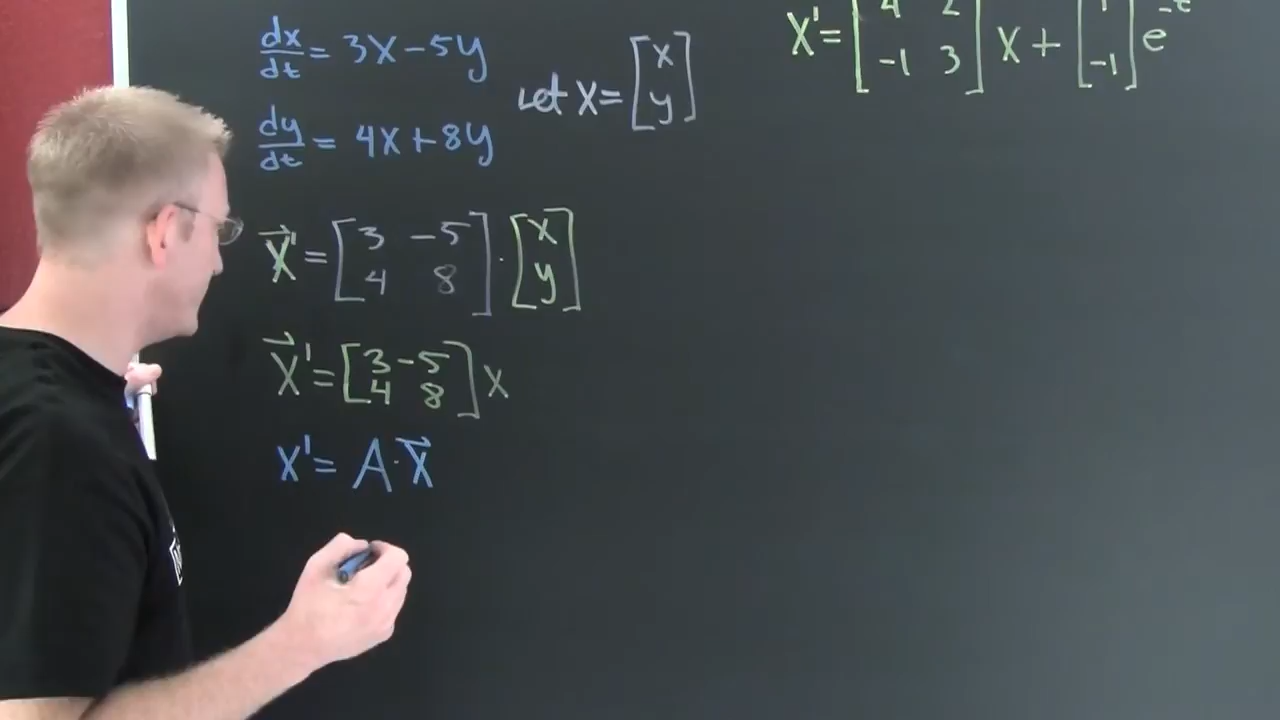 dx/dt = 3x - 5y
dy/dt = 4x + 8y
Let X = [x
y]
X⃗' = [3 -5
4 8] · [x
y]
X⃗' = [3 -5
4 8] X
X' = A · X⃗
X' = [4 2
-1 3] X + [1
-1] e^-t